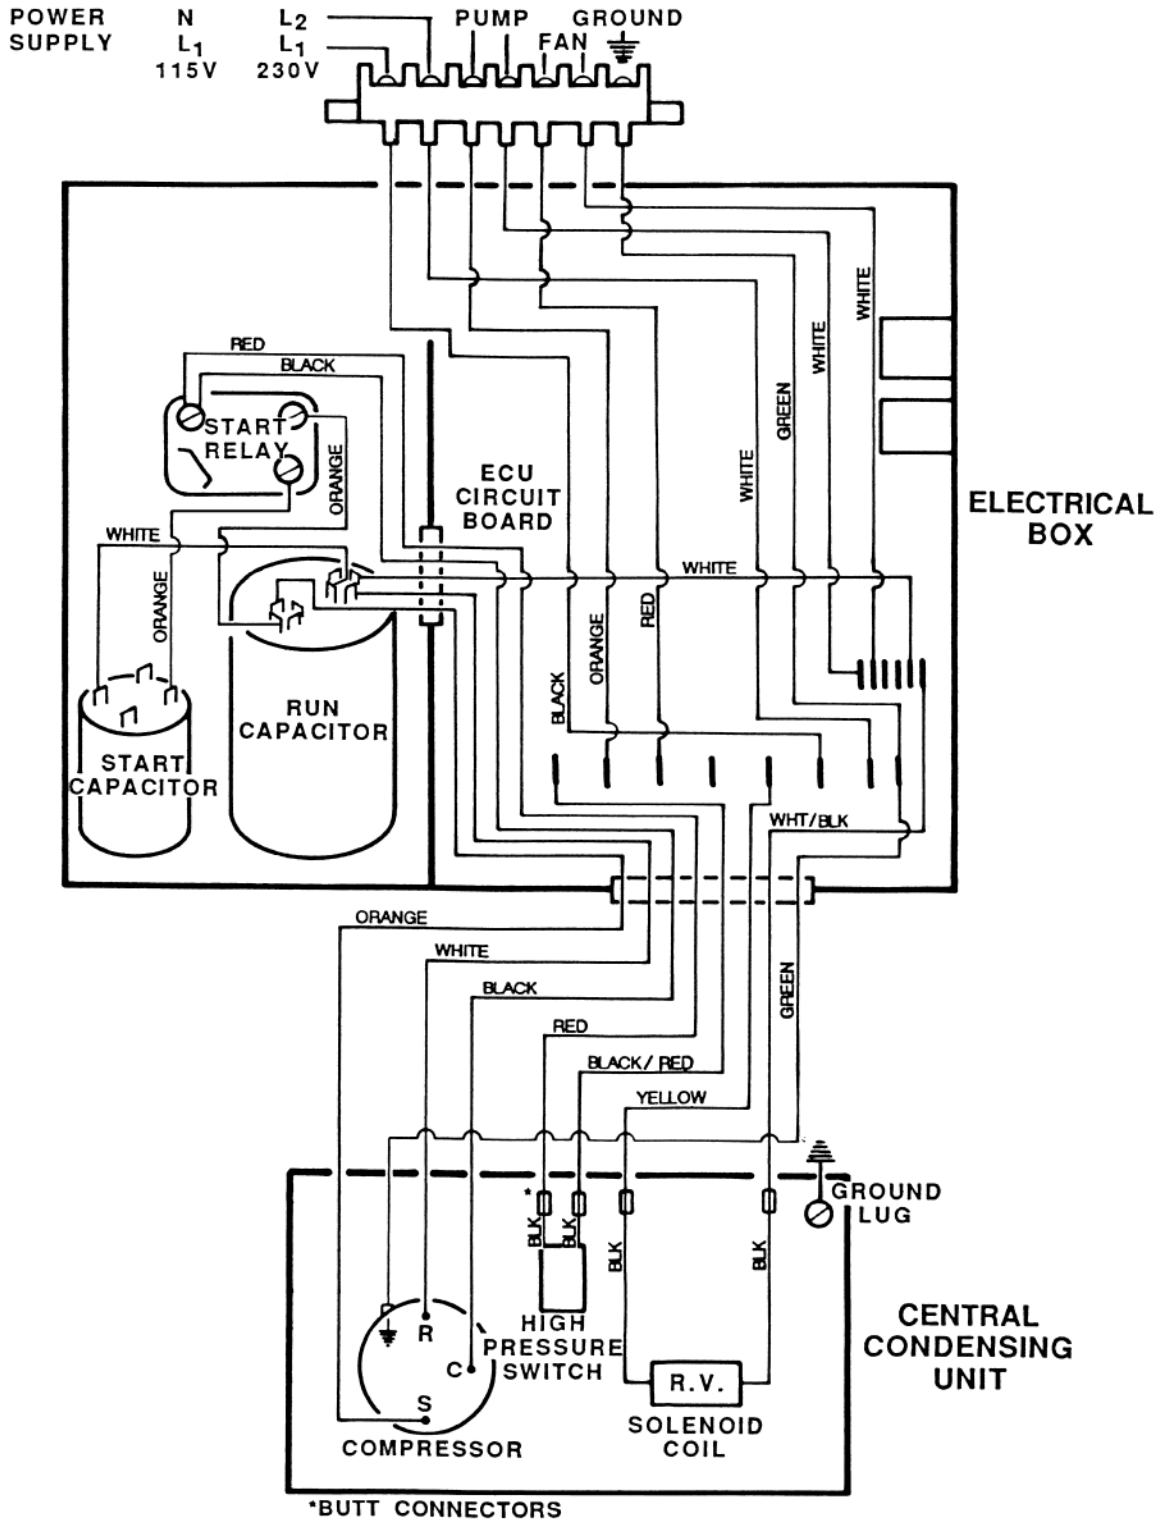 POWER N L2 PUMP GROUND
SUPPLY L1 L1 FAN
115V 230V
RED
BLACK
START
RELAY
ORANGE
WHITE
ORANGE
ECU
CIRCUIT
BOARD
WHITE
GREEN
WHITE
WHITE
WHITE
ELECTRICAL
BOX
RED
ORANGE
BLACK
RUN
CAPACITOR
START
CAPACITOR
WHT/BLK
ORANGE
WHITE
BLACK
RED
BLACK/RED
YELLOW
GREEN
GROUND
LUG
*
BLK
BLK
BLK
BLK
HIGH
PRESSURE
SWITCH
R
C
S
COMPRESSOR
R.V.
SOLENOID
COIL
CENTRAL
CONDENSING
UNIT
*BUTT CONNECTORS